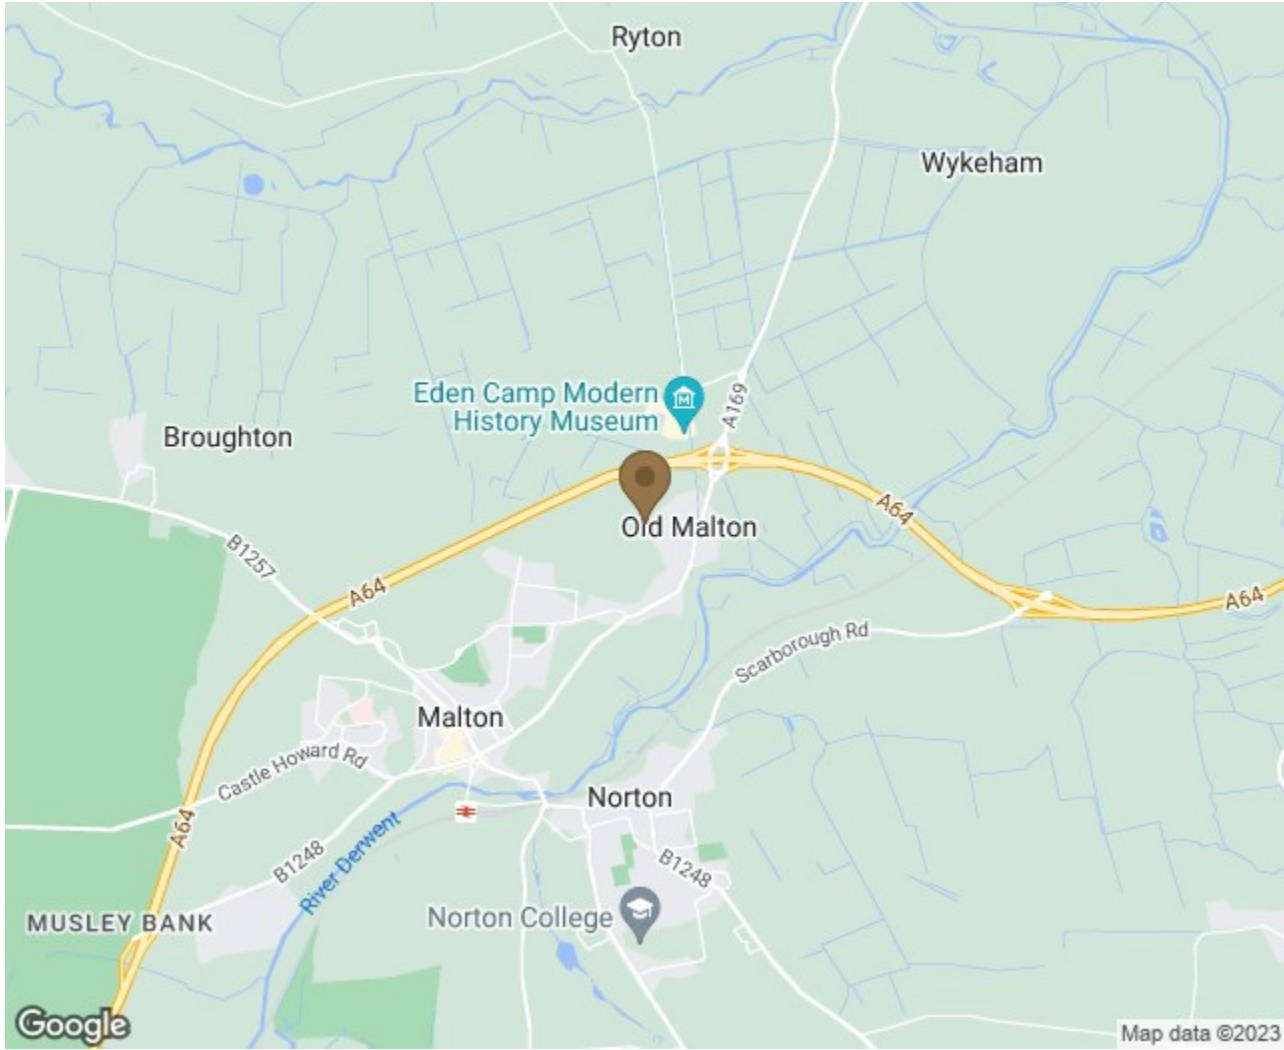 Ryton
Wykeham
Eden Camp Modern
History Museum
M
A169
Broughton
Old Malton
A64
B1257
A64
A64
Scarborough Rd
Malton
Castle Howard Rd
Norton
A64
River Derwent
B1248
B1248
Norton College
MUSLEY BANK
Google
Map data ©2023